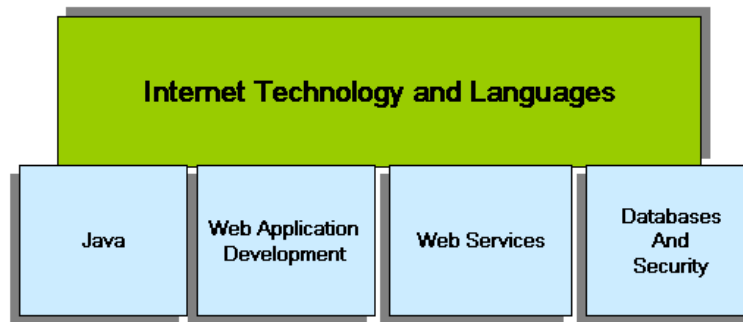 Internet Technology and Languages
Java
Web Application
Development
Web Services
Databases
And
Security